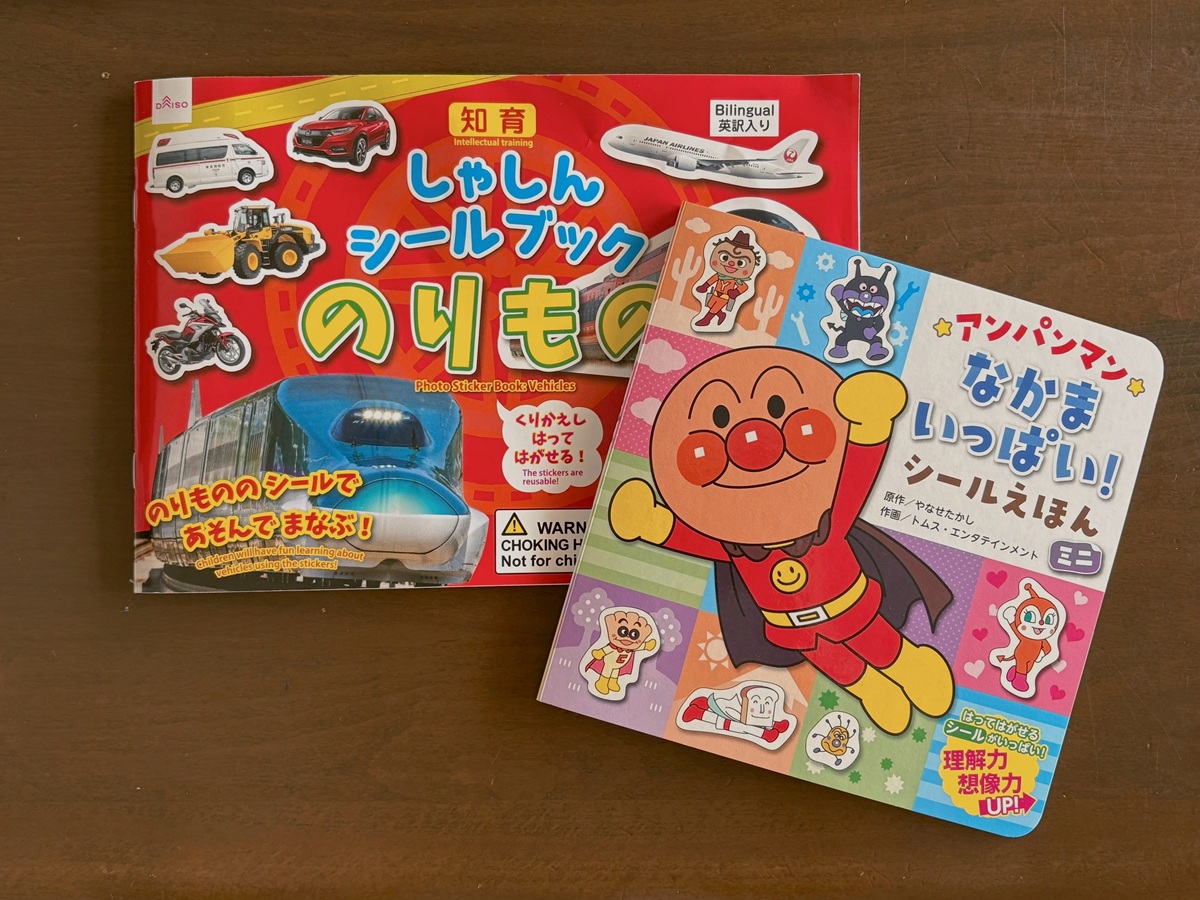 DAISO
知育
Intellectual training
Bilingual
英訳入り
JAPAN AIRLINES
しゃしん
シールブック
のりもの
Photo Sticker Book: Vehicles
くりかえし
はって
はがせる！
The stickers are
reusable!
のりものの シールで
あそんで まなぶ！
Children will have fun learning about
vehicles using the stickers!
WARN
CHOKING H
Not for chi
アンパンマン
なかま
いっぱい！
シールえほん
ミニ
原作／やなせたかし
作画／トムス・エンタテインメント
はってはがせる
シールがいっぱい！
理解力
想像力
UP!